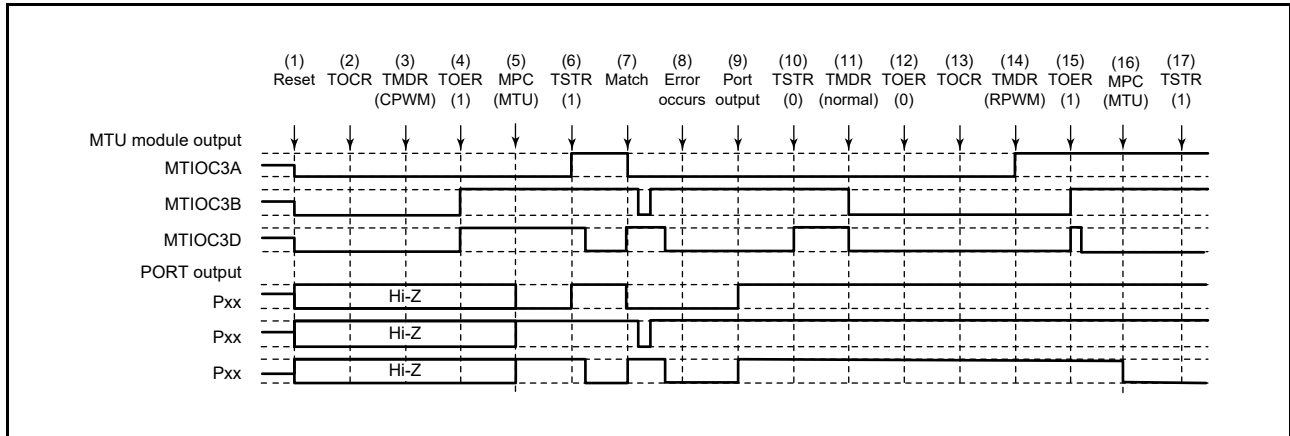 (1) (2) (3) (4) (5) (6) (7) (8) (9) (10) (11) (12) (13) (14) (15) (16) (17)
Reset TOCR TMDR TOER MPC TSTR Match Error Port TSTR TMDR TOER TOCR TMDR TOER MPC TSTR
(CPWM) (1) (MTU) (1) occurs output (0) (normal) (0) (RPWM) (1) (MTU) (1)
MTU module output
MTIOC3A
MTIOC3B
MTIOC3D
PORT output
Pxx Hi-Z
Pxx Hi-Z
Pxx Hi-Z